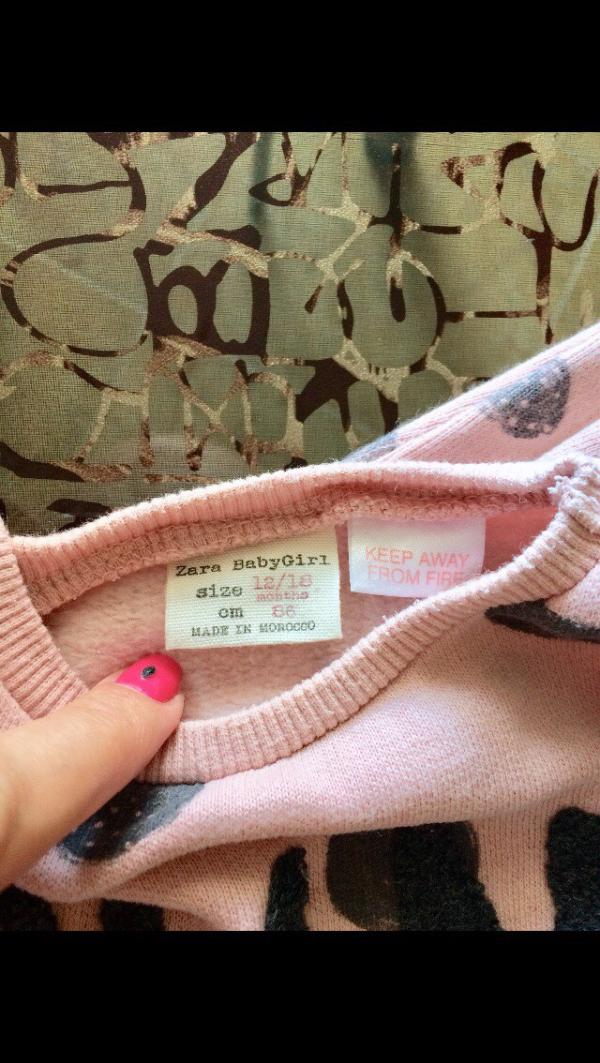 Zara BabyGirl
size 12/18
months
cm 86
MADE IN MOROCCO
KEEP AWAY
FROM FIRE